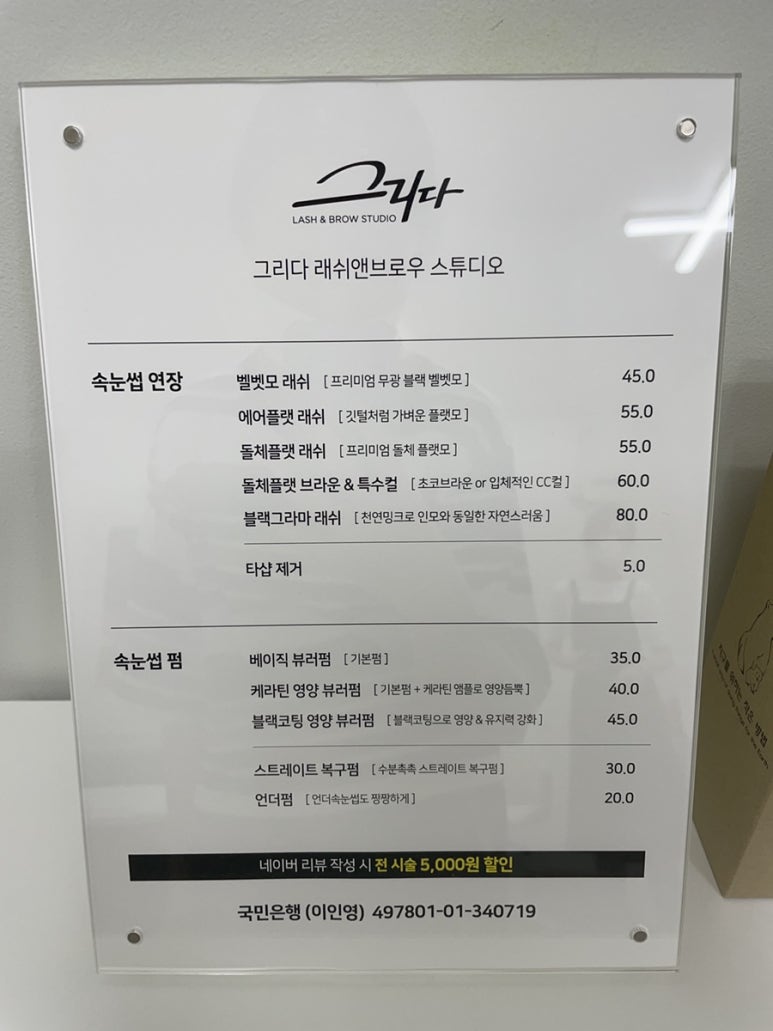 그리다
LASH & BROW STUDIO
그리다 래쉬앤브로우 스튜디오
속눈썹 연장 벨벳모 래쉬 [ 프리미엄 무광 블랙 벨벳모 ] 45.0
에어플랫 래쉬 [ 깃털처럼 가벼운 플랫모 ] 55.0
돌체플랫 래쉬 [ 프리미엄 돌체 플랫모 ] 55.0
돌체플랫 브라운 & 특수컬 [ 초코브라운 or 입체적인 CC컬 ] 60.0
블랙그라마 래쉬 [ 천연밍크로 인모와 동일한 자연스러움 ] 80.0
타샵 제거 5.0
속눈썹 펌 베이직 뷰러펌 [ 기본펌 ] 35.0
케라틴 영양 뷰러펌 [ 기본펌 + 케라틴 앰플로 영양듬뿍 ] 40.0
블랙코팅 영양 뷰러펌 [ 블랙코팅으로 영양 & 유지력 강화 ] 45.0
스트레이트 복구펌 [ 수분촉촉 스트레이트 복구펌 ] 30.0
언더펌 [ 언더속눈썹도 짱짱하게 ] 20.0
네이버 리뷰 작성 시 전 시술 5,000원 할인
국민은행 (이인영) 497801-01-340719
지구를 위하는 작은 방법